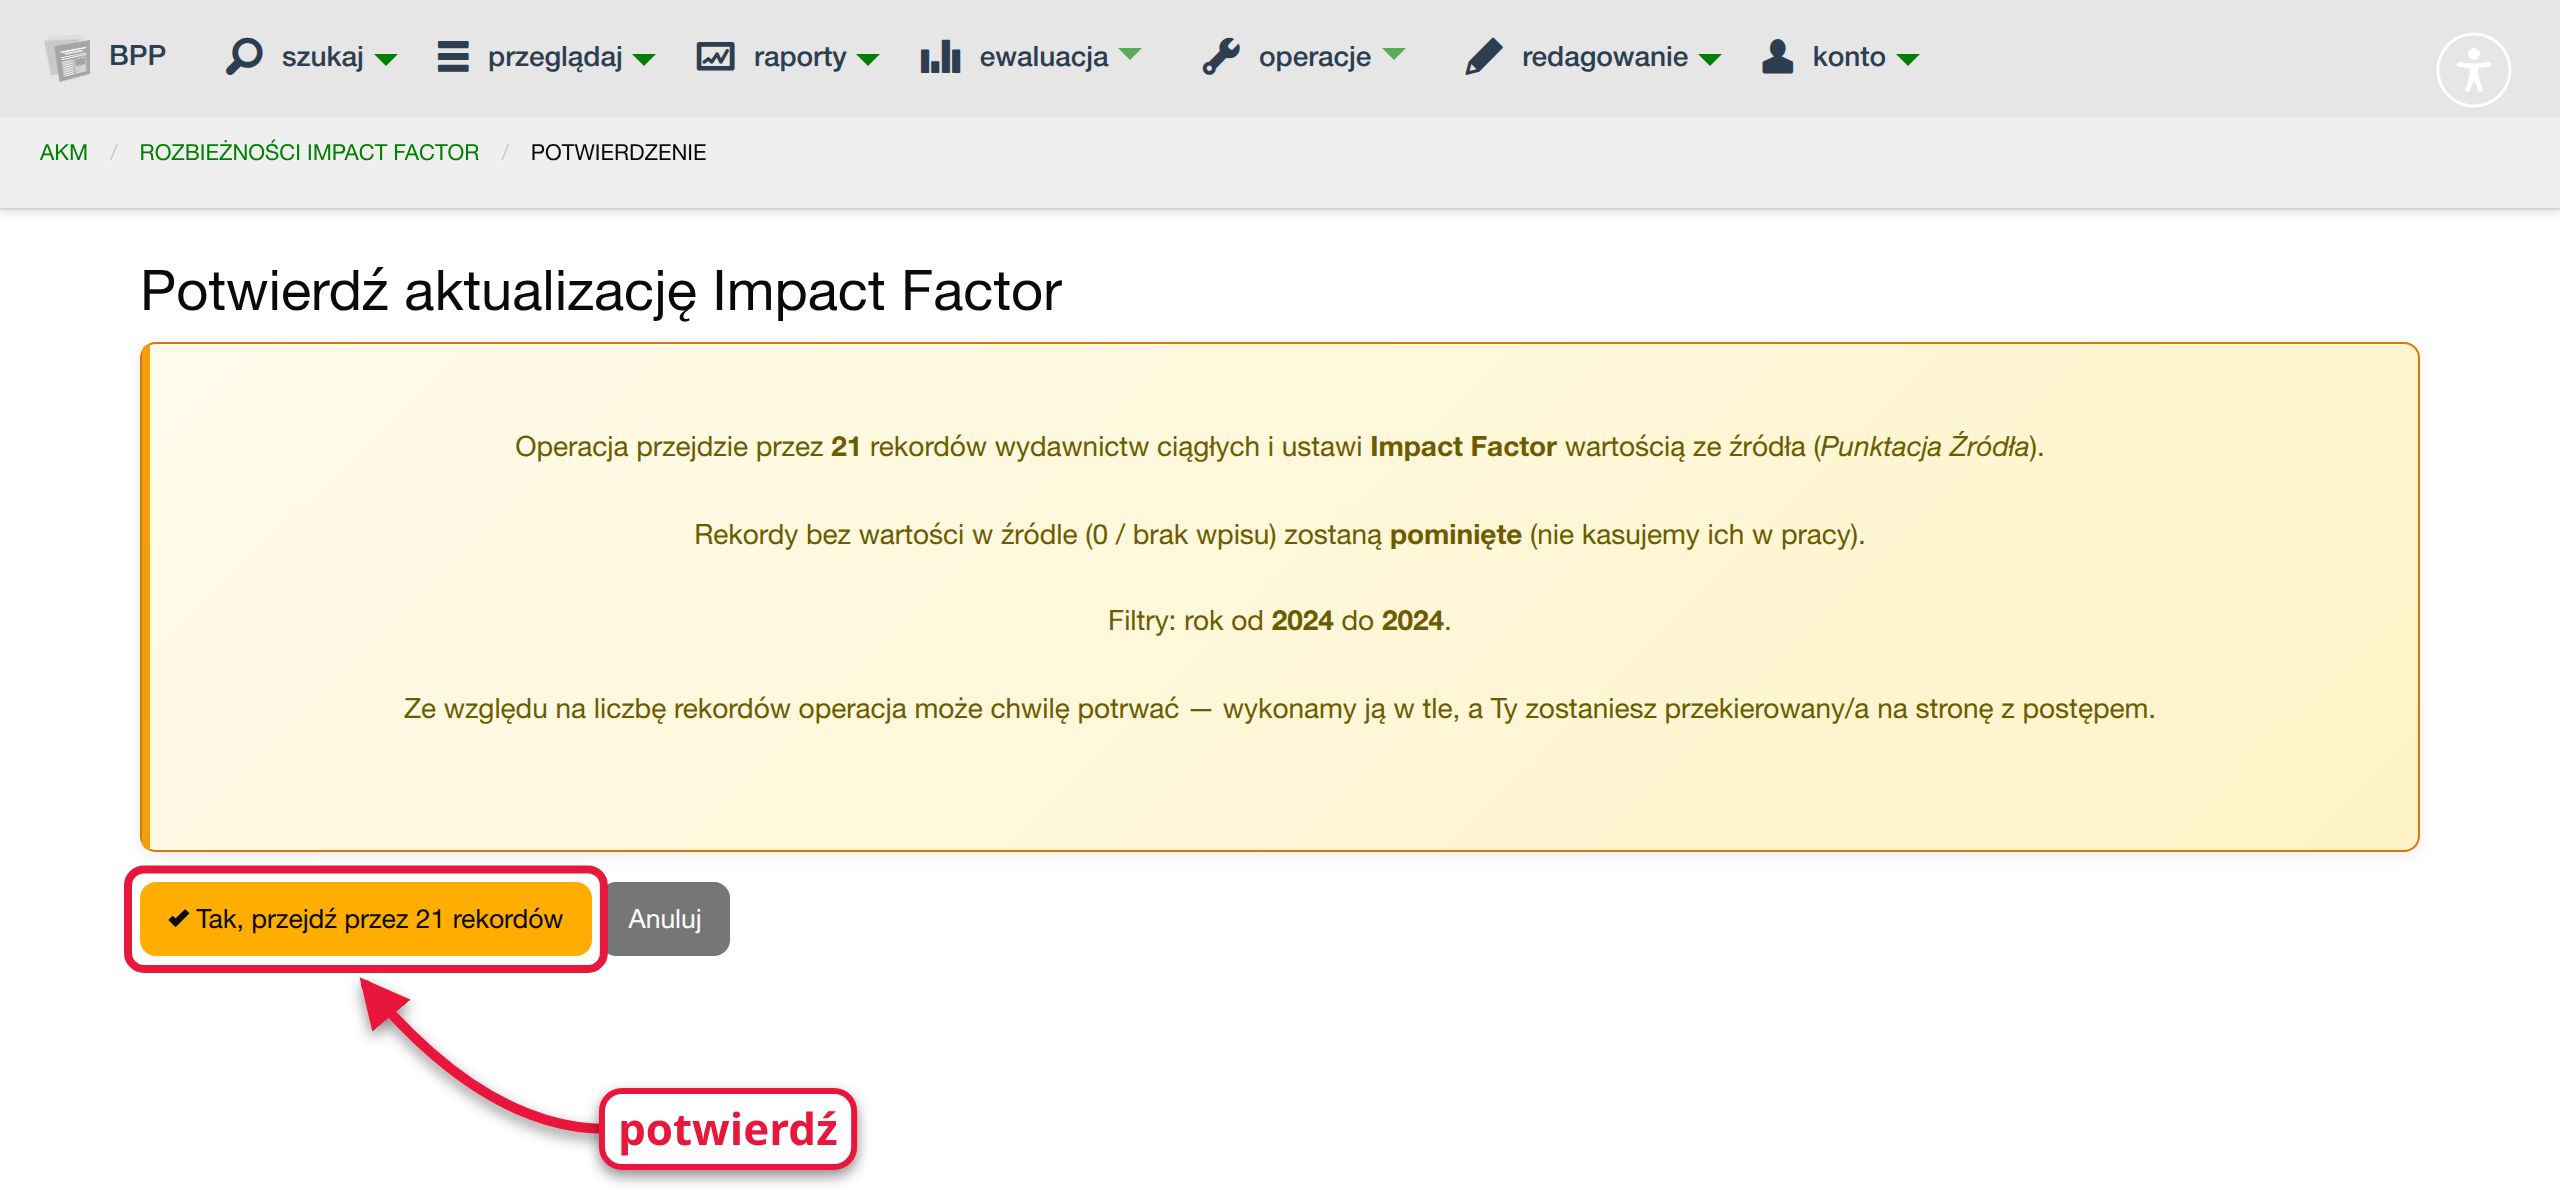 BPP szukaj przeglądaj raporty ewaluacja operacje redagowanie konto
AKM / ROZBIEŻNOŚCI IMPACT FACTOR / POTWIERDZENIE
Potwierdź aktualizację Impact Factor
Operacja przejdzie przez 21 rekordów wydawnictw ciągłych i ustawi Impact Factor wartością ze źródła (Punktacja Źródła).
Rekordy bez wartości w źródle (0 / brak wpisu) zostaną pominięte (nie kasujemy ich w pracy).
Filtry: rok od 2024 do 2024.
Ze względu na liczbę rekordów operacja może chwilę potrwać — wykonamy ją w tle, a Ty zostaniesz przekierowany/a na stronę z postępem.
✔ Tak, przejdź przez 21 rekordów Anuluj
potwierdź